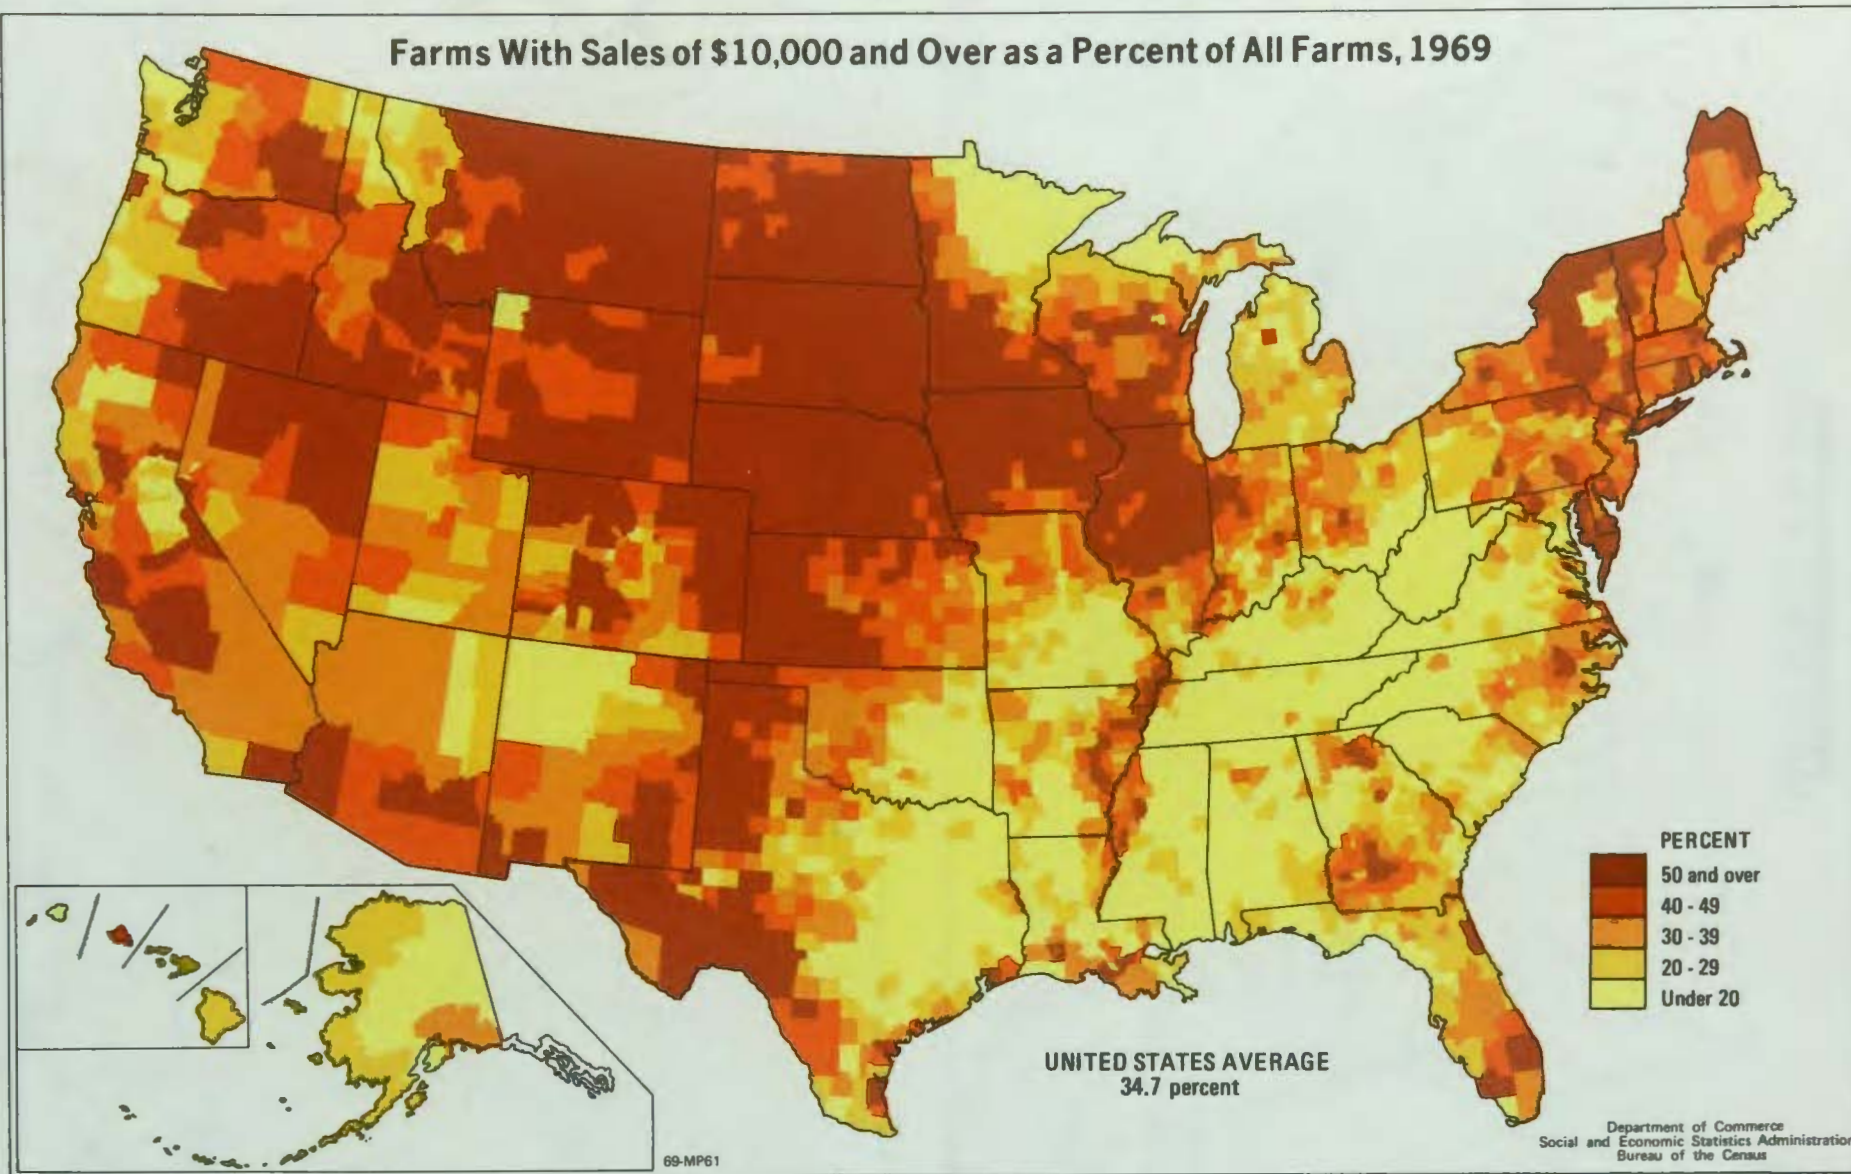 Farms With Sales of $10,000 and Over as a Percent of All Farms, 1969
PERCENT
50 and over
40 - 49
30 - 39
20 - 29
Under 20
UNITED STATES AVERAGE
34.7 percent
Department of Commerce
Social and Economic Statistics Administration
Bureau of the Census
69-MP61